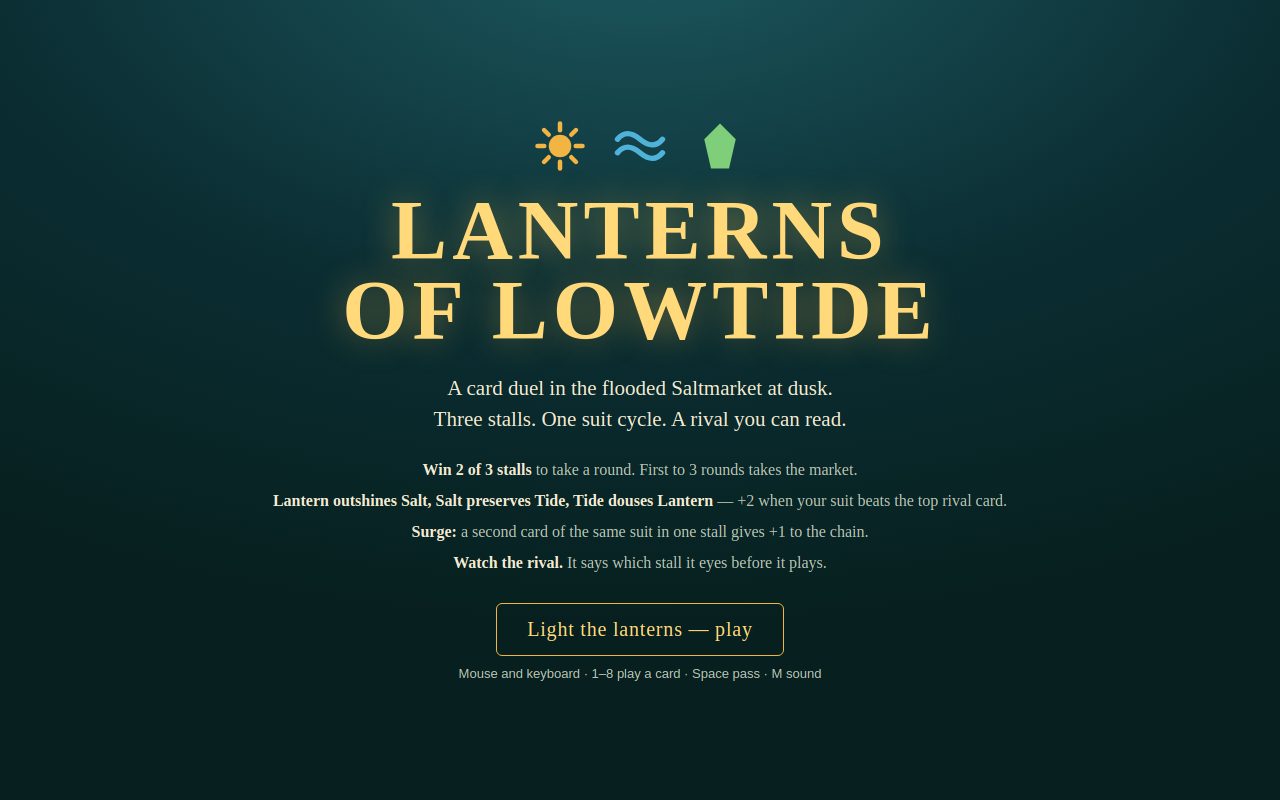 LANTERNS
OF LOWTIDE
A card duel in the flooded Saltmarket at dusk.
Three stalls. One suit cycle. A rival you can read.
Win 2 of 3 stalls to take a round. First to 3 rounds takes the market.
Lantern outshines Salt, Salt preserves Tide, Tide douses Lantern — +2 when your suit beats the top rival card.
Surge: a second card of the same suit in one stall gives +1 to the chain.
Watch the rival. It says which stall it eyes before it plays.
Light the lanterns — play
Mouse and keyboard · 1–8 play a card · Space pass · M sound